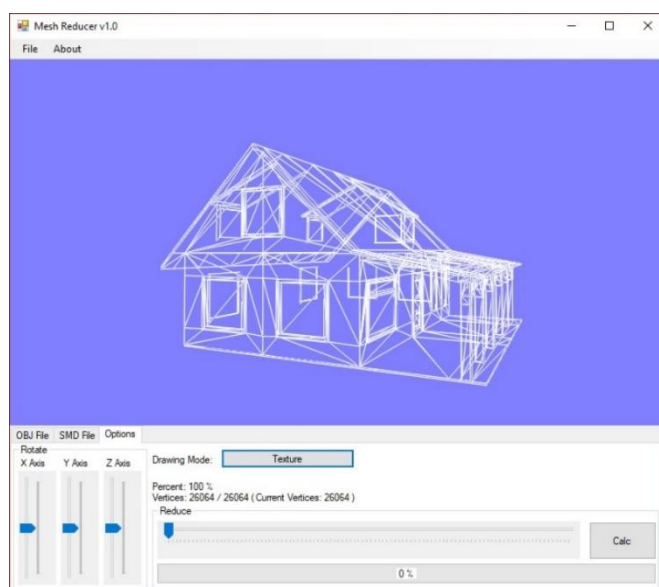 Mesh Reducer v1.0
File About
OBJ File SMD File Options
Rotate
X Axis Y Axis Z Axis
Drawing Mode: Texture
Percent: 100 %
Vertices: 26064 / 26064 ( Current Vertices: 26064 )
Reduce
Calc
0 %